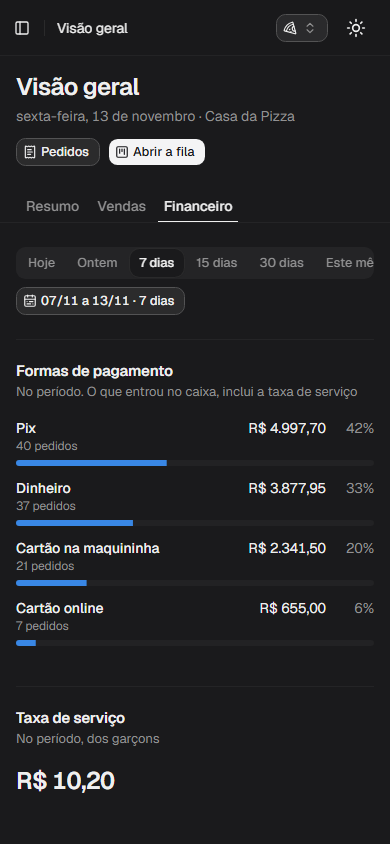 Visão geral
Visão geral
sexta-feira, 13 de novembro · Casa da Pizza
Pedidos
Abrir a fila
Resumo Vendas Financeiro
Hoje Ontem 7 dias 15 dias 30 dias Este mê
07/11 a 13/11 · 7 dias
Formas de pagamento
No período. O que entrou no caixa, inclui a taxa de serviço
Pix R$ 4.997,70 42%
40 pedidos
Dinheiro R$ 3.877,95 33%
37 pedidos
Cartão na maquininha R$ 2.341,50 20%
21 pedidos
Cartão online R$ 655,00 6%
7 pedidos
Taxa de serviço
No período, dos garçons
R$ 10,20